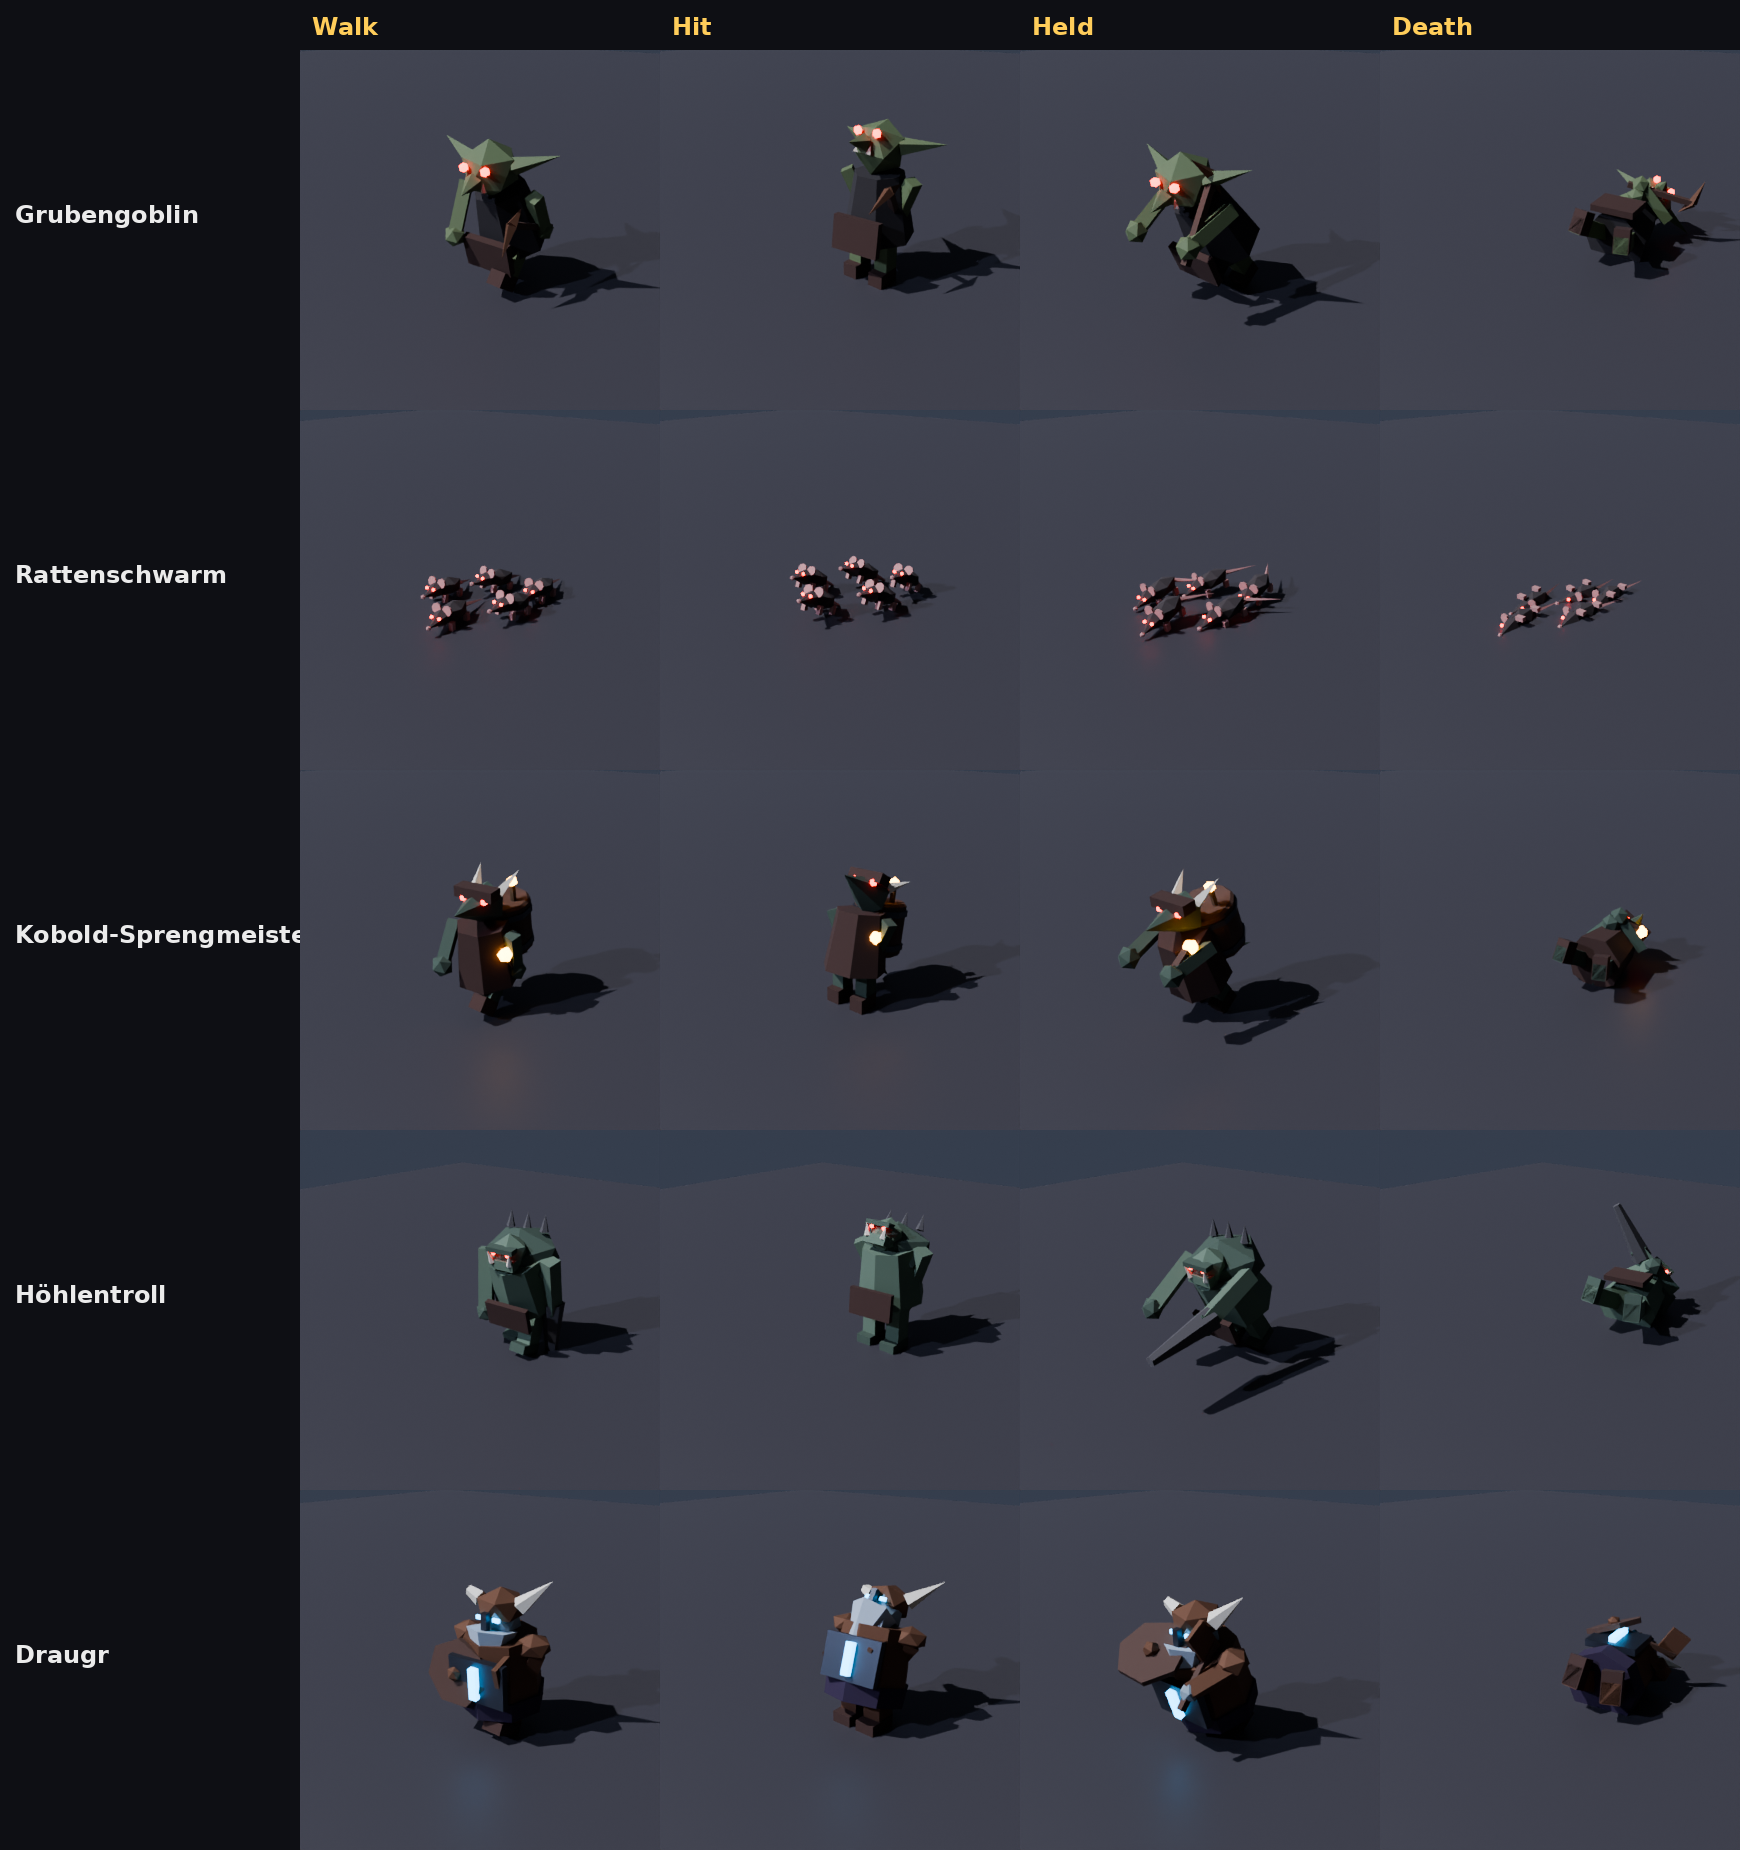 Walk Hit Held Death
Grubengoblin
Rattenschwarm
Kobold-Sprengmeiste
Höhlentroll
Draugr